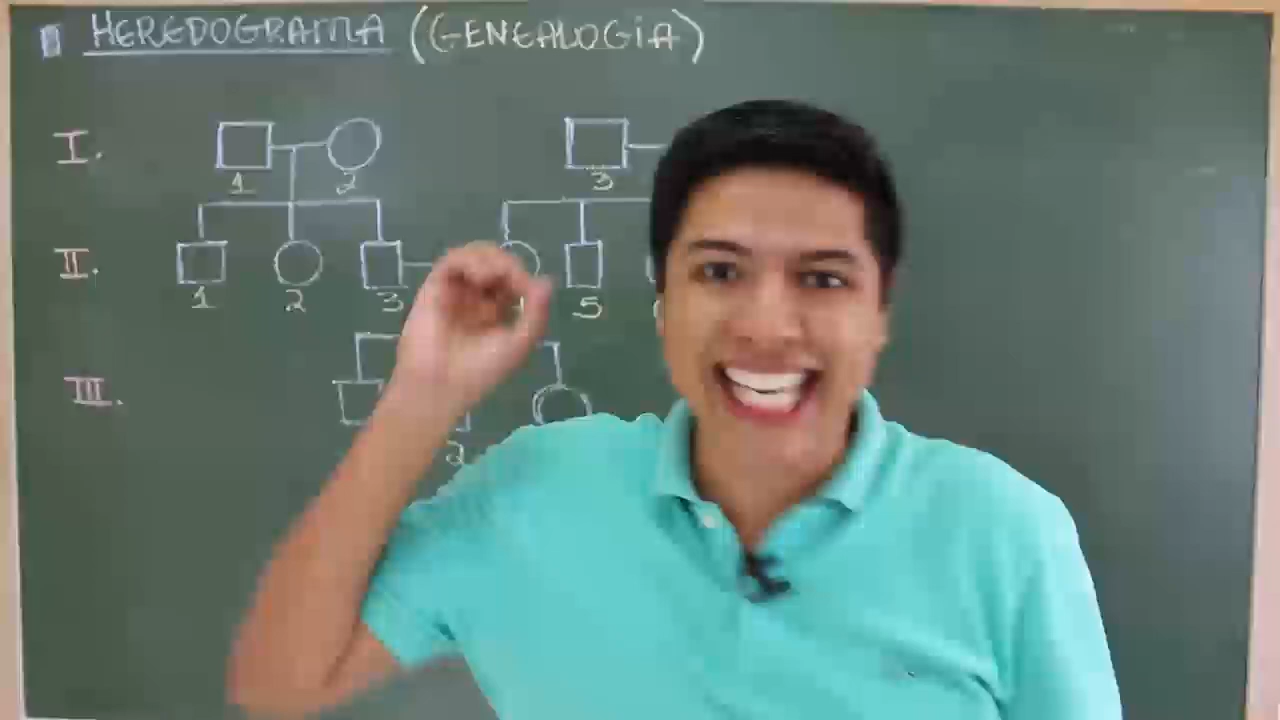 HEREDOGRAMA (GENEALOGIA)
I.
1 2 3
II.
1 2 3 5
III.
2